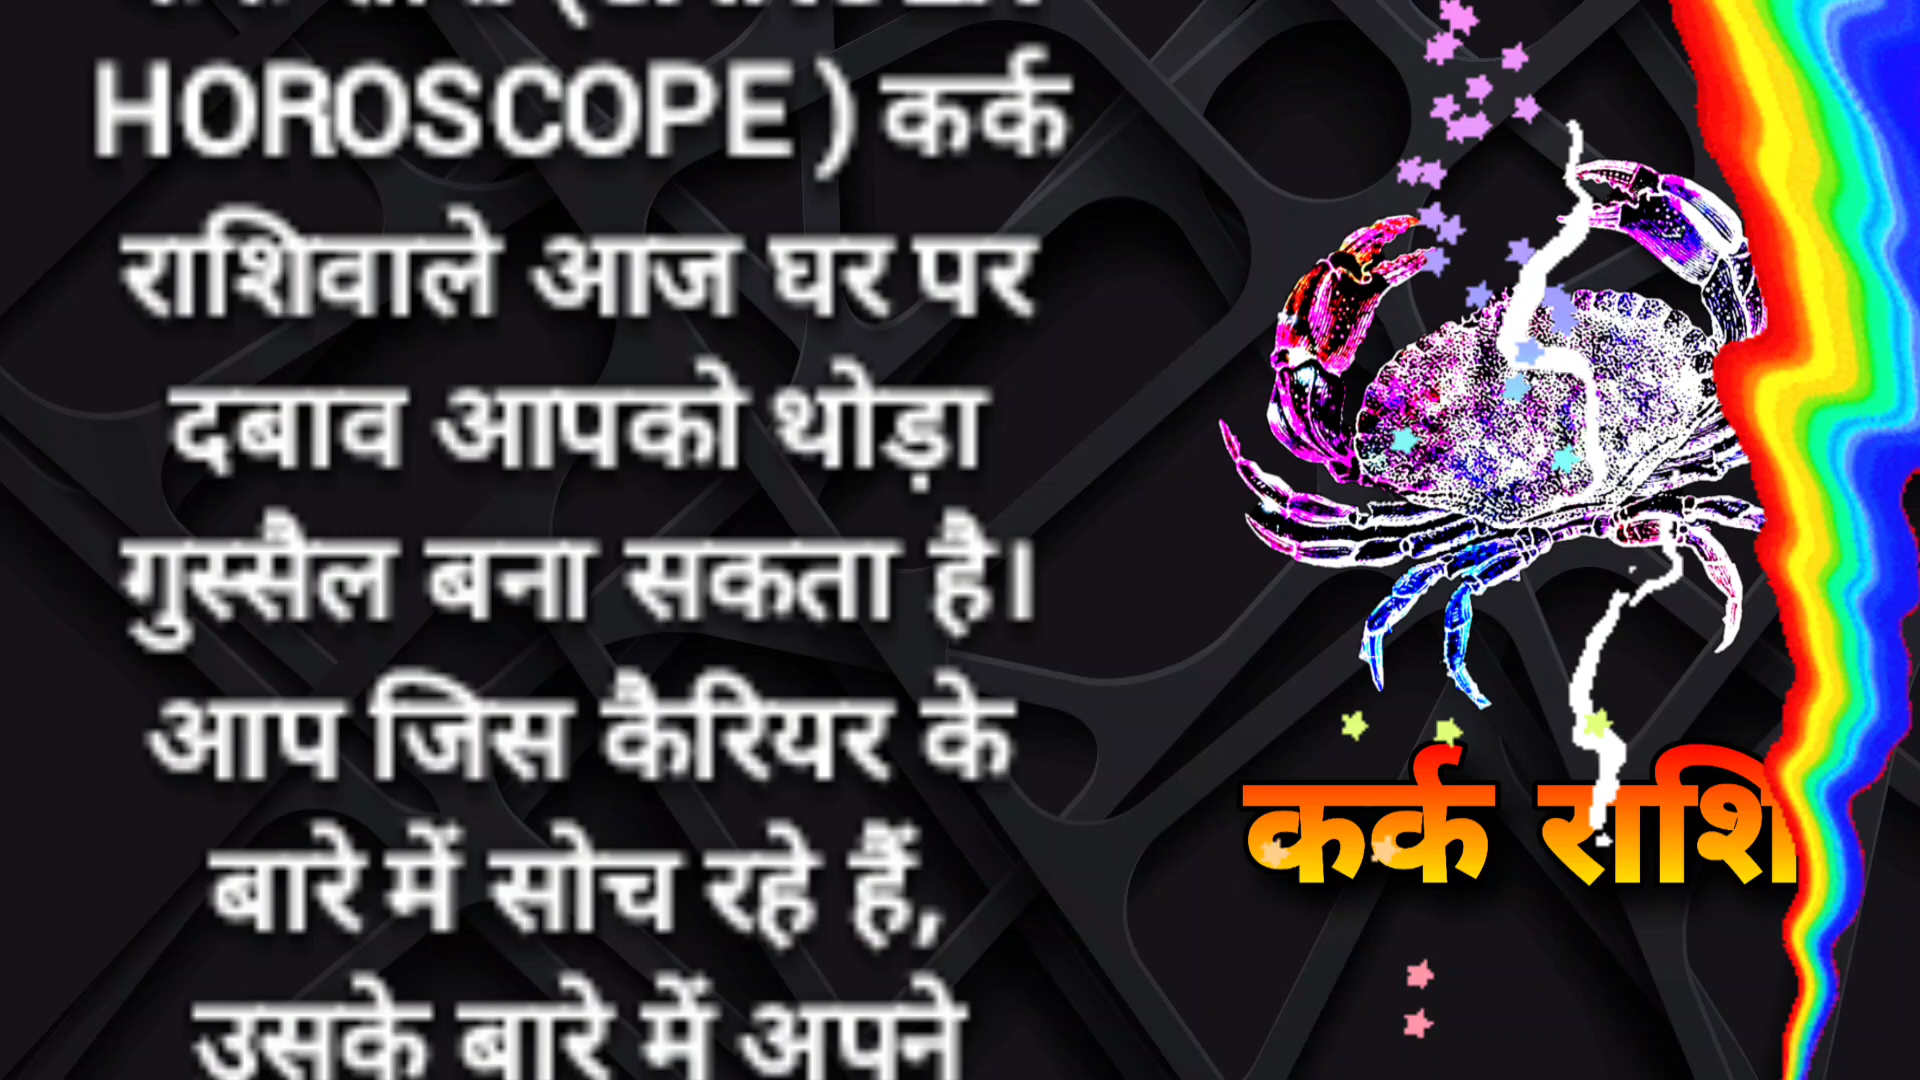 HOROSCOPE ) कर्क
राशिवाले आज घर पर
दबाव आपको थोड़ा
गुस्सैल बना सकता है।
आप जिस कैरियर के
बारे में सोच रहे हैं,
उसके बारे में अपने
कर्क राशि